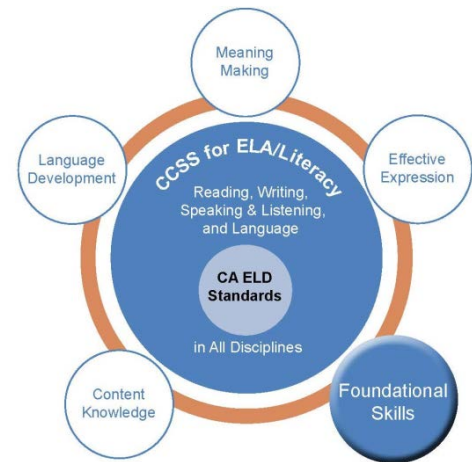 Meaning
Making
Language
Development
Effective
Expression
CCSS for ELA/Literacy
Reading, Writing,
Speaking & Listening,
and Language
CA ELD
Standards
in All Disciplines
Content
Knowledge
Foundational
Skills